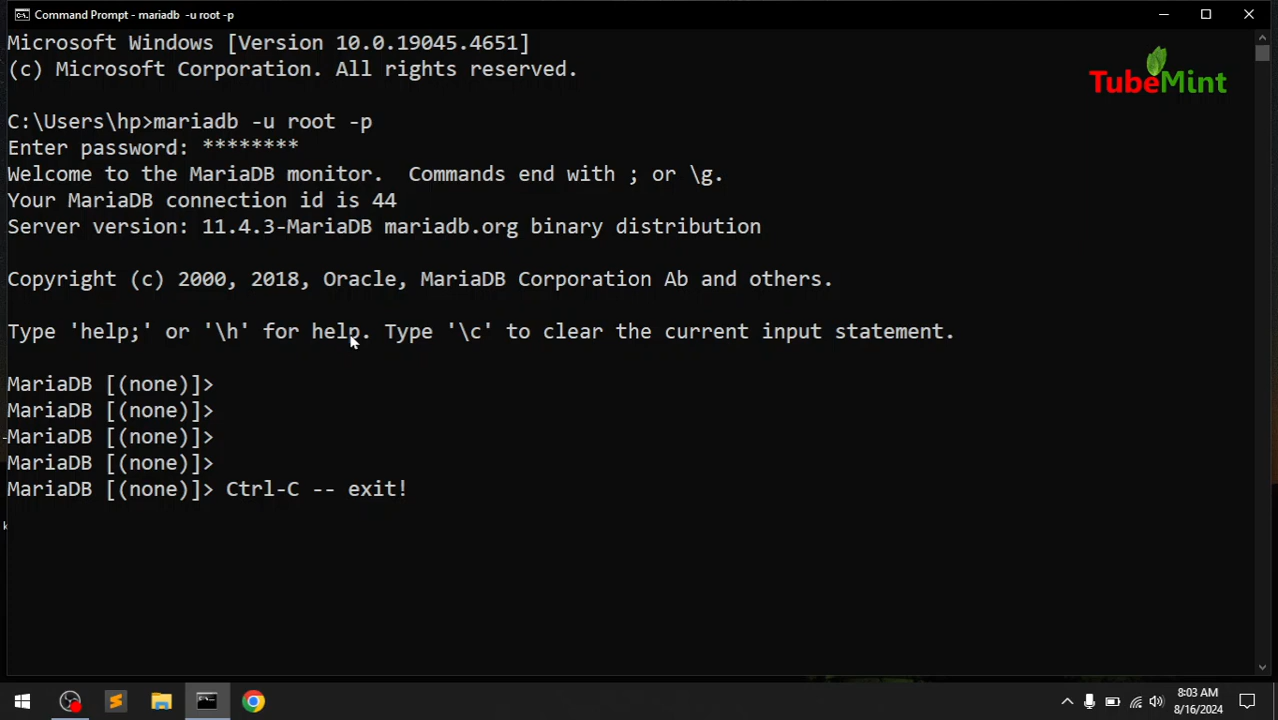 Command Prompt - mariadb -u root -p
Microsoft Windows [Version 10.0.19045.4651]
(c) Microsoft Corporation. All rights reserved.
TubeMint
C:\Users\hp>mariadb -u root -p
Enter password: ********
Welcome to the MariaDB monitor.  Commands end with ; or \g.
Your MariaDB connection id is 44
Server version: 11.4.3-MariaDB mariadb.org binary distribution
Copyright (c) 2000, 2018, Oracle, MariaDB Corporation Ab and others.
Type 'help;' or '\h' for help. Type '\c' to clear the current input statement.
MariaDB [(none)]>
MariaDB [(none)]>
MariaDB [(none)]>
MariaDB [(none)]>
MariaDB [(none)]> Ctrl-C -- exit!
8:03 AM
8/16/2024